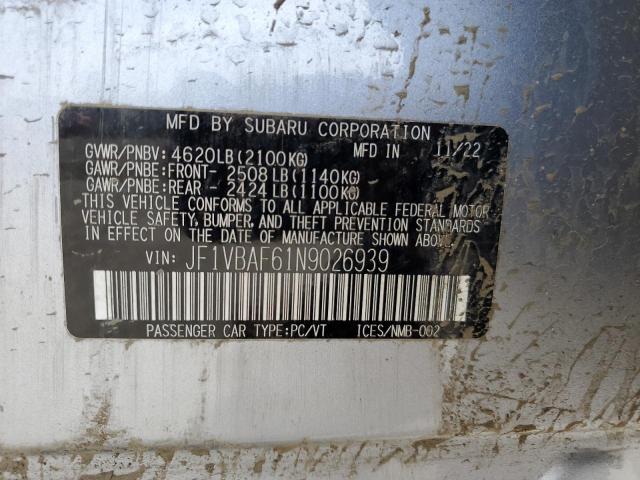 MFD BY SUBARU CORPORATION
GVWR/PNBV: 4620LB(2100KG) MFD IN 11/22
GAWR/PNBE:FRONT- 2508LB(1140KG)
GAWR/PNBE:REAR - 2424LB(1100KG)
THIS VEHICLE CONFORMS TO ALL APPLICABLE FEDERAL MOTOR
VEHICLE SAFETY, BUMPER, AND THEFT PREVENTION STANDARDS
IN EFFECT ON THE DATE OF MANUFACTURE SHOWN ABOVE.
VIN: JF1VBAF61N9026939
PASSENGER CAR TYPE:PC/VT ICES/NMB-002